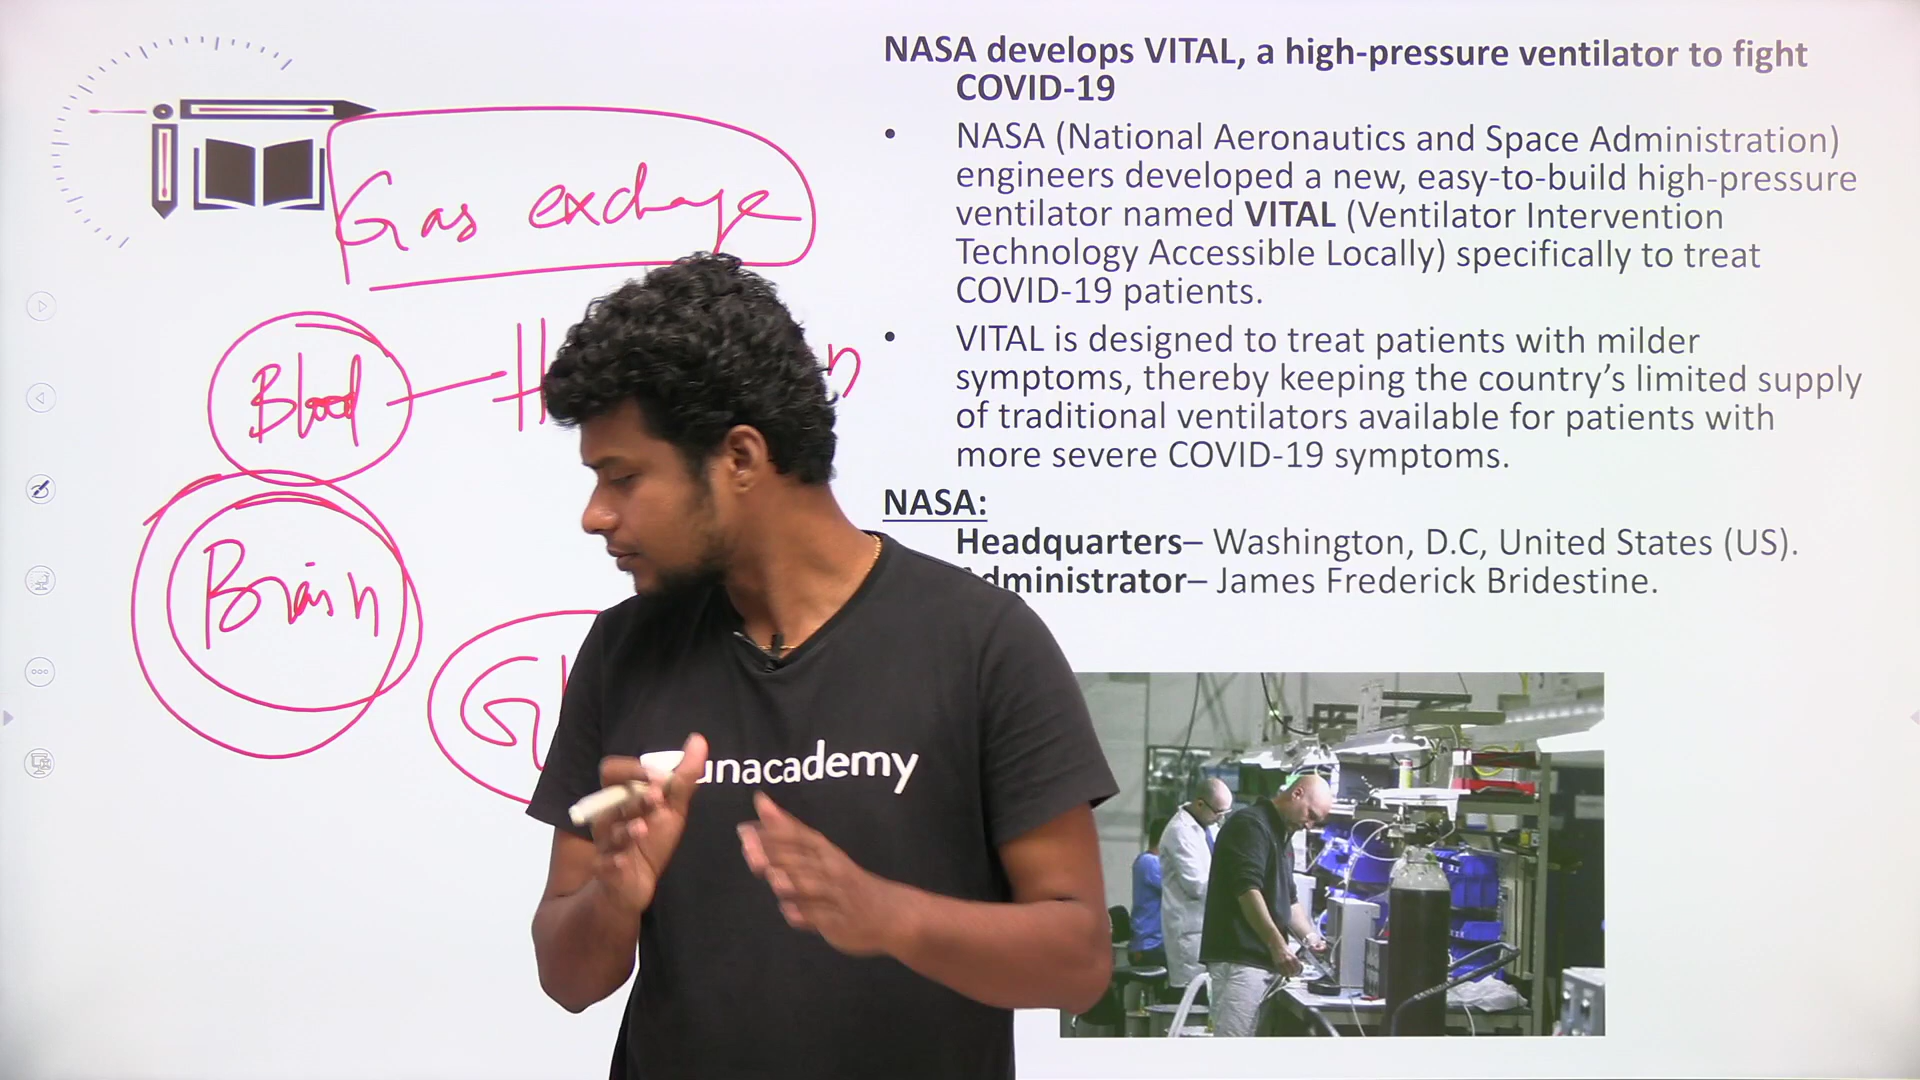 NASA develops VITAL, a high-pressure ventilator to fight
COVID-19
• NASA (National Aeronautics and Space Administration)
engineers developed a new, easy-to-build high-pressure
ventilator named VITAL (Ventilator Intervention
Technology Accessible Locally) specifically to treat
COVID-19 patients.
• VITAL is designed to treat patients with milder
symptoms, thereby keeping the country's limited supply
of traditional ventilators available for patients with
more severe COVID-19 symptoms.
NASA:
Headquarters– Washington, D.C, United States (US).
dministrator– James Frederick Bridestine.
Gas exchange
Blood
Brain
unacademy